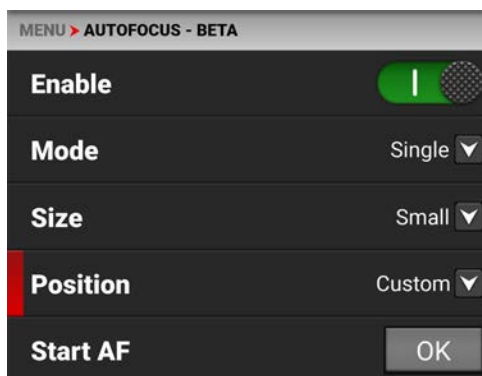 MENU > AUTOFOCUS - BETA
Enable
Mode Single
Size Small
Position Custom
Start AF OK